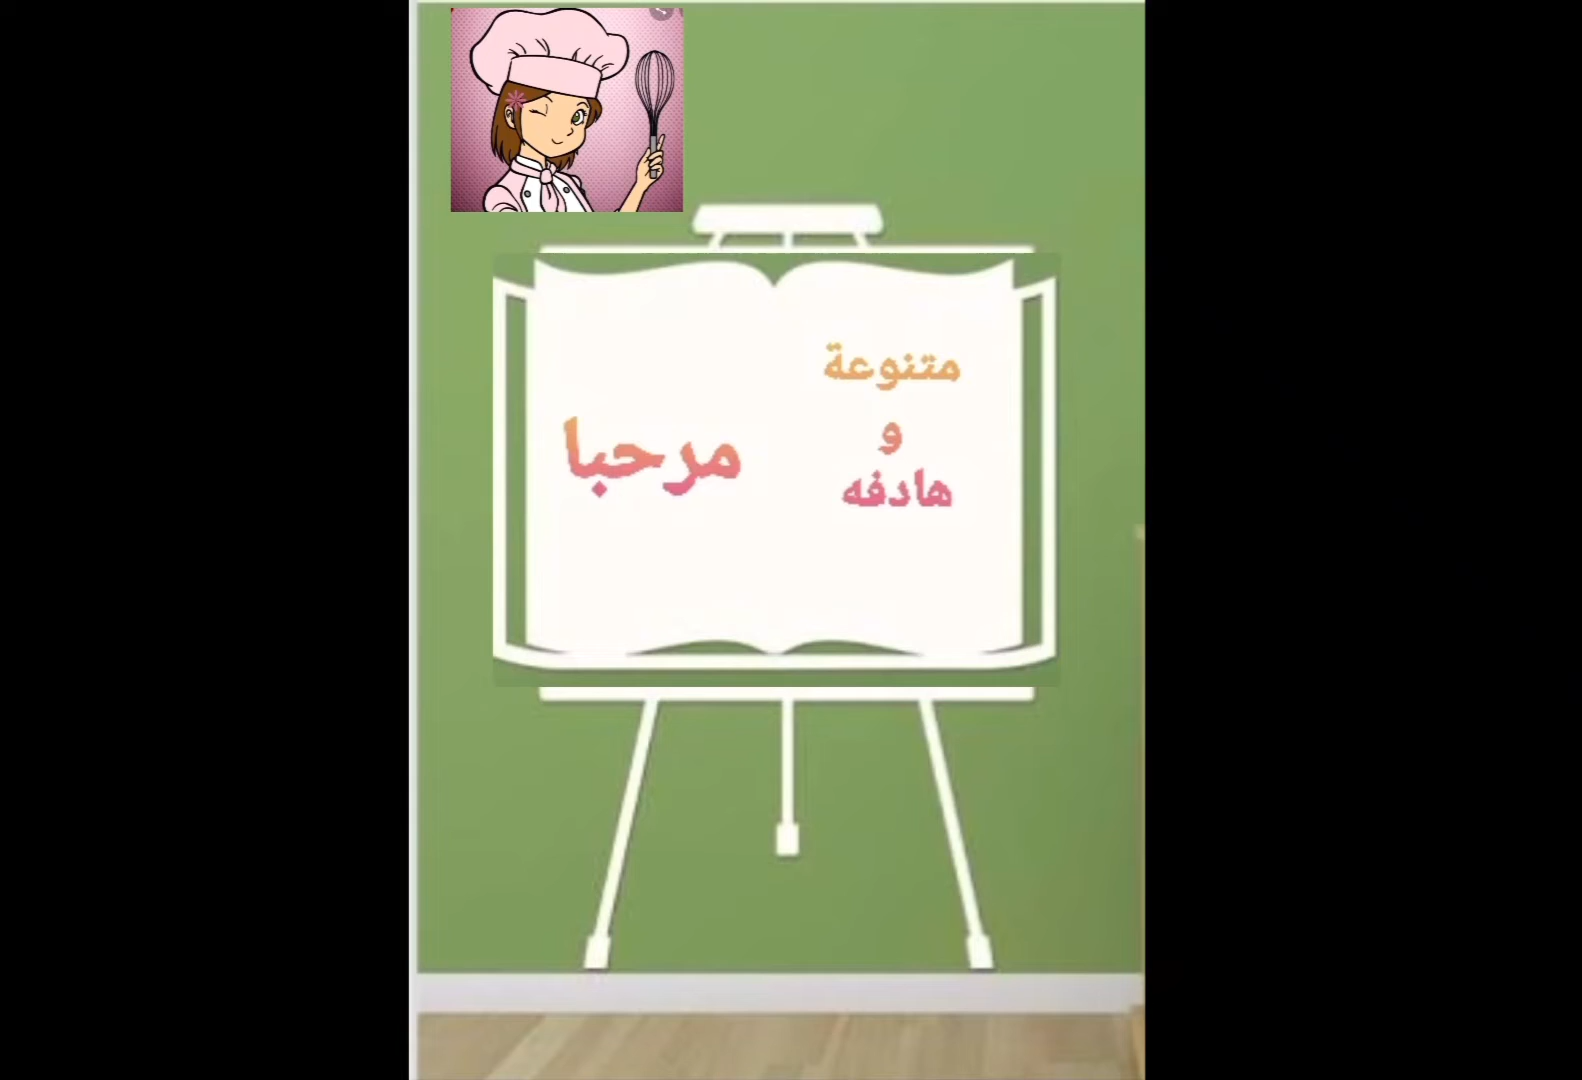 متنوعة
و
هادفه
مرحبا